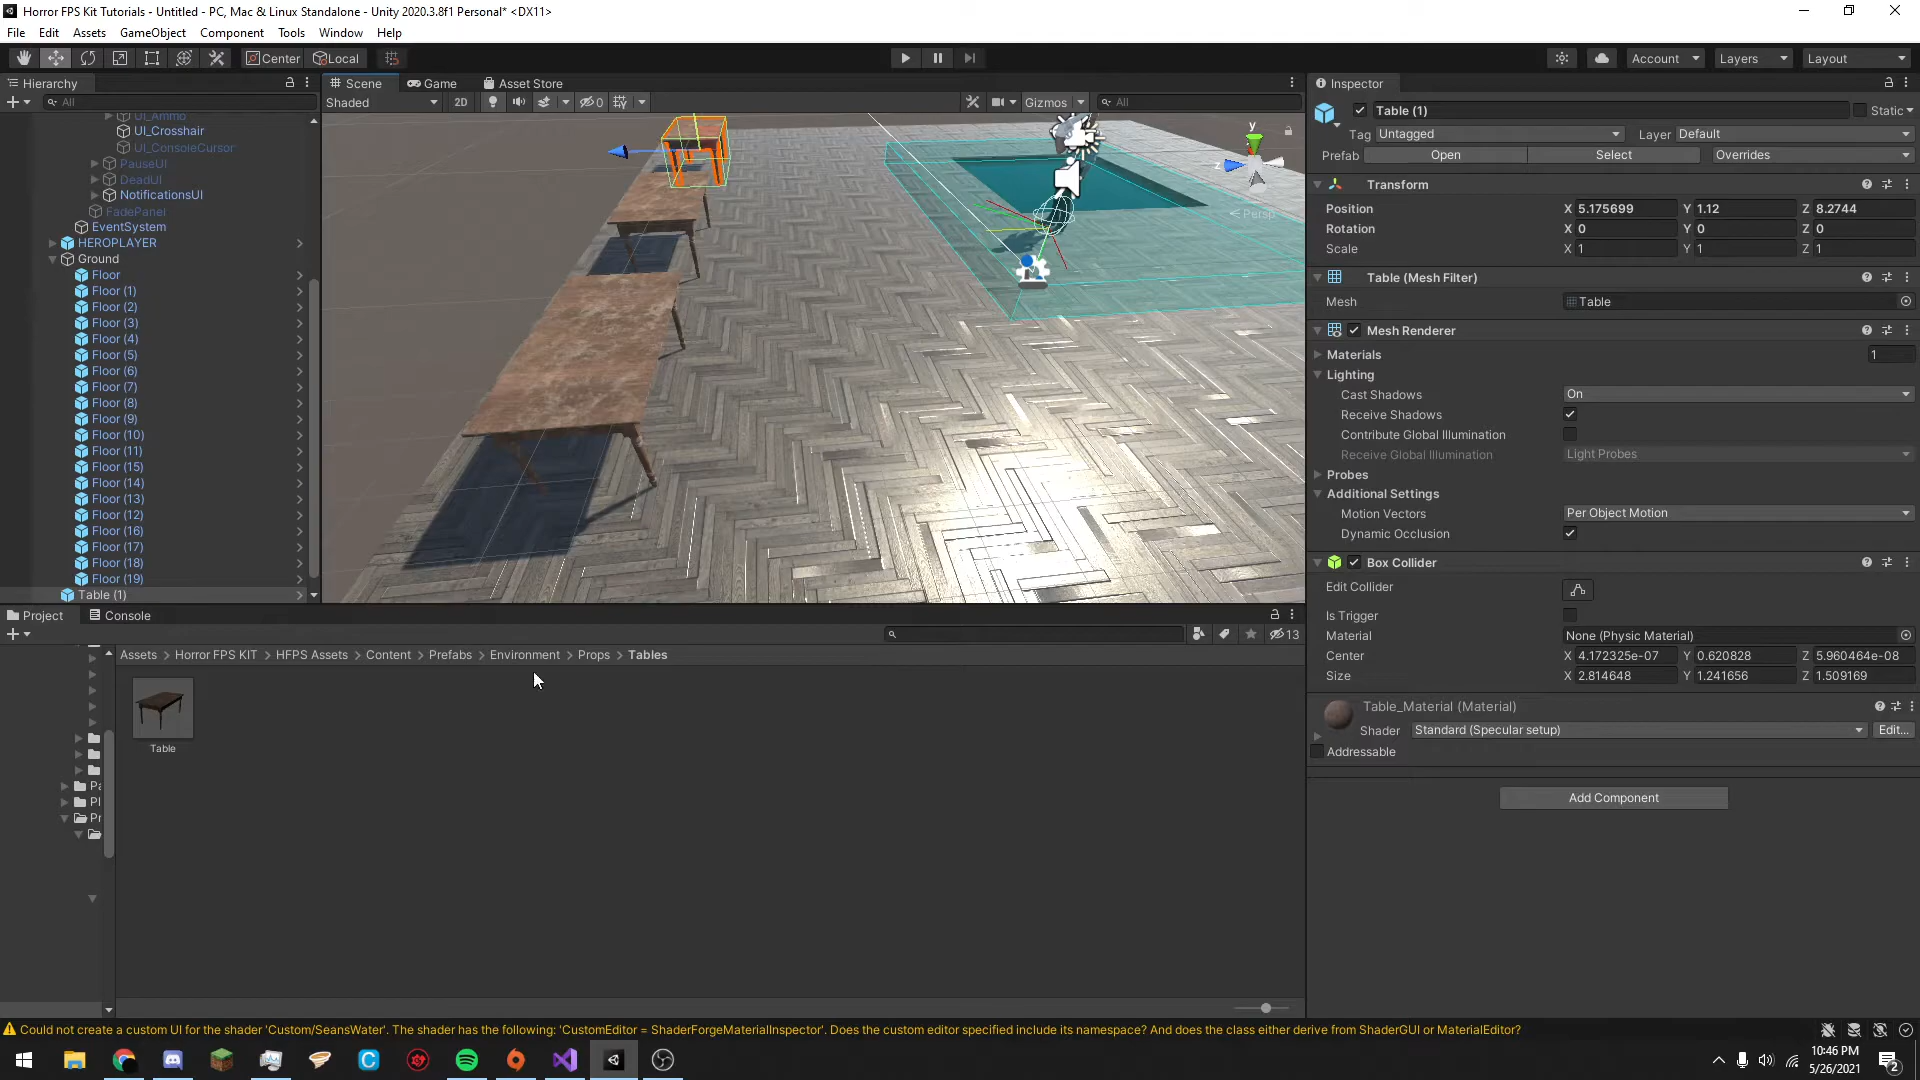 Horror FPS Kit Tutorials - Untitled - PC, Mac & Linux Standalone - Unity 2020.3.8f1 Personal* <DX11>
File Edit Assets GameObject Component Tools Window Help
Center Local Account Layers Layout
Hierarchy Scene Game Asset Store Inspector
All Shaded 2D 0 Gizmos All
Table (1) Static
Tag Untagged Layer Default
Prefab Open Select Overrides
UI_Ammo
UI_Crosshair
UI_ConsoleCursor
PauseUI
DeadUI
NotificationsUI
FadePanel
EventSystem
HEROPLAYER
Ground
Floor
Floor (1)
Floor (2)
Floor (3)
Floor (4)
Floor (5)
Floor (6)
Floor (7)
Floor (8)
Floor (9)
Floor (10)
Floor (11)
Floor (15)
Floor (14)
Floor (13)
Floor (12)
Floor (16)
Floor (17)
Floor (18)
Floor (19)
Table (1)
y
z
Persp
Transform
Position X 5.175699 Y 1.12 Z 8.2744
Rotation X 0 Y 0 Z 0
Scale X 1 Y 1 Z 1
Table (Mesh Filter)
Mesh Table
Mesh Renderer
Materials 1
Lighting
Cast Shadows On
Receive Shadows
Contribute Global Illumination
Receive Global Illumination Light Probes
Probes
Additional Settings
Motion Vectors Per Object Motion
Dynamic Occlusion
Box Collider
Edit Collider
Is Trigger
Material None (Physic Material)
Center X 4.172325e-07 Y 0.620828 Z 5.960464e-08
Size X 2.814648 Y 1.241656 Z 1.509169
Table_Material (Material)
Shader Standard (Specular setup) Edit...
Addressable
Add Component
Project Console
13
Assets > Horror FPS KIT > HFPS Assets > Content > Prefabs > Environment > Props > Tables
Pa
Pl
Pr
Table
Could not create a custom UI for the shader 'Custom/SeansWater'. The shader has the following: 'CustomEditor = ShaderForgeMaterialInspector'. Does the custom editor specified include its namespace? And does the class either derive from ShaderGUI or MaterialEditor?
10:46 PM
5/26/2021
2